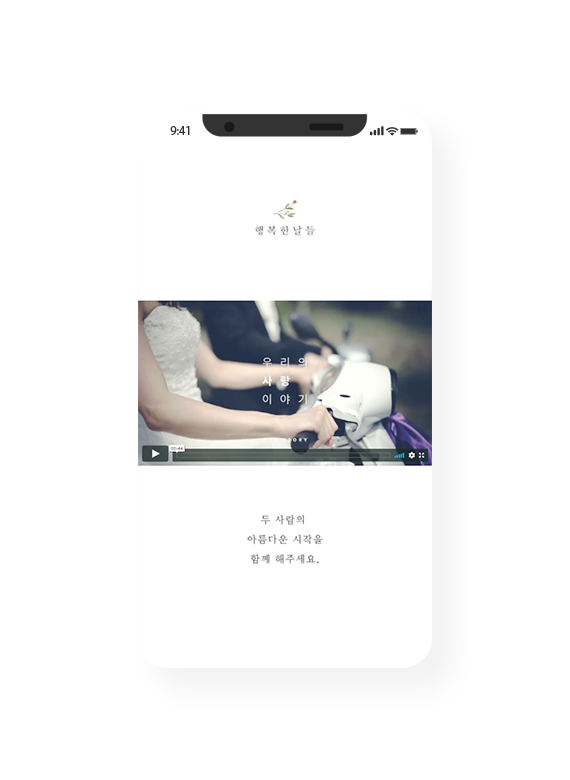 9:41
행복한날들
우리의
사랑
이야기
00:44
두 사람의
아름다운 시작을
함께 해주세요.